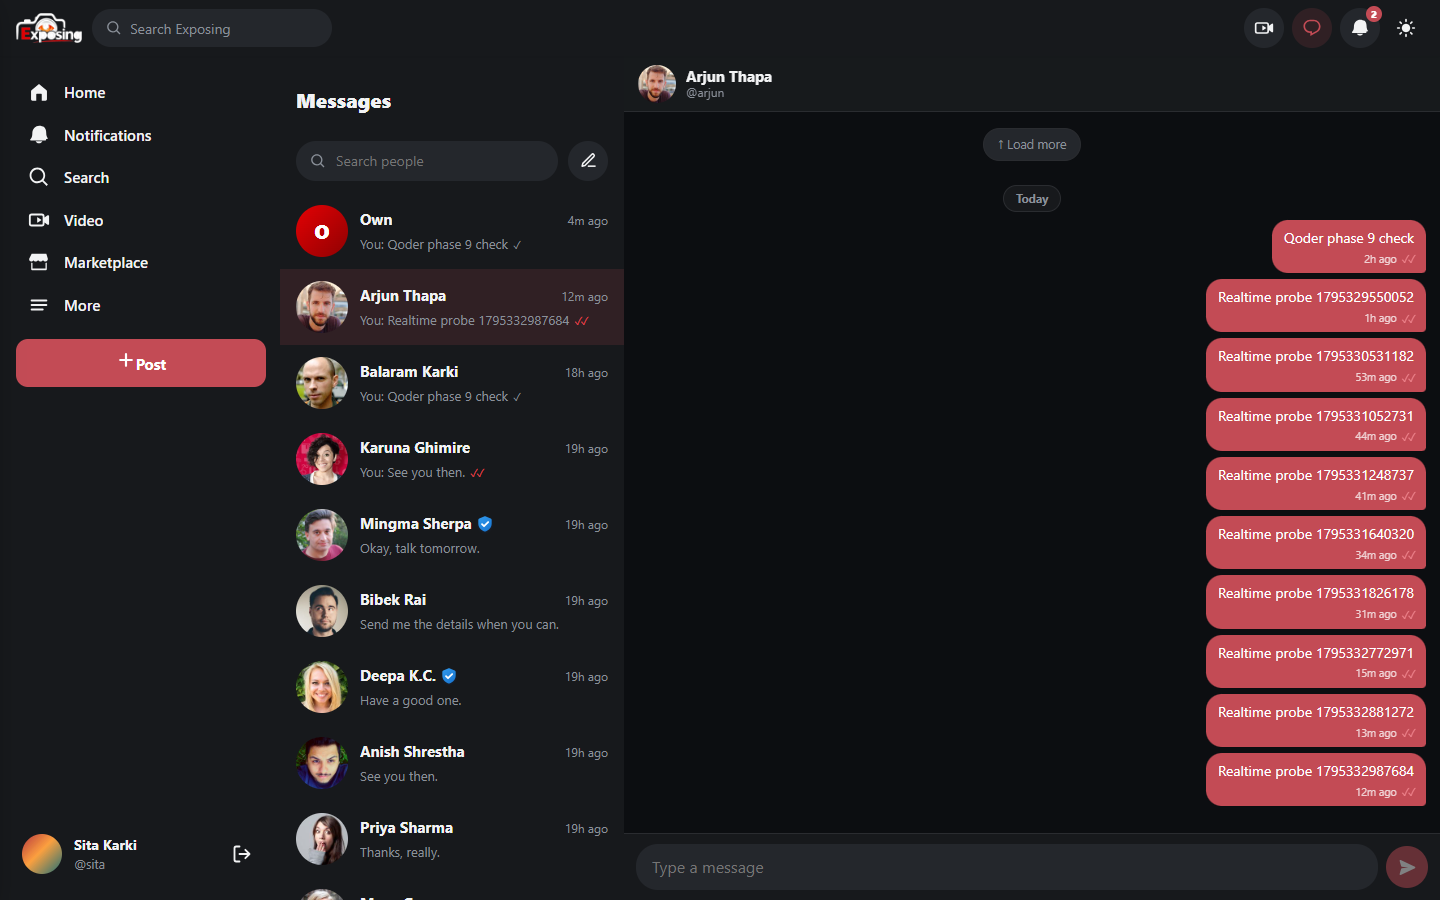 Exposing
Search Exposing
2
Home
Notifications
Search
Video
Marketplace
More
+ Post
Sita Karki
@sita
Messages
Search people
O
Own
4m ago
You: Qoder phase 9 check ✓
Arjun Thapa
12m ago
You: Realtime probe 1795332987684 ✓✓
Balaram Karki
18h ago
You: Qoder phase 9 check ✓
Karuna Ghimire
19h ago
You: See you then. ✓✓
Mingma Sherpa
19h ago
Okay, talk tomorrow.
Bibek Rai
19h ago
Send me the details when you can.
Deepa K.C.
19h ago
Have a good one.
Anish Shrestha
19h ago
See you then.
Priya Sharma
19h ago
Thanks, really.
Arjun Thapa
@arjun
↑ Load more
Today
Qoder phase 9 check
2h ago ✓✓
Realtime probe 1795329550052
1h ago ✓✓
Realtime probe 1795330531182
53m ago ✓✓
Realtime probe 1795331052731
44m ago ✓✓
Realtime probe 1795331248737
41m ago ✓✓
Realtime probe 1795331640320
34m ago ✓✓
Realtime probe 1795331826178
31m ago ✓✓
Realtime probe 1795332772971
15m ago ✓✓
Realtime probe 1795332881272
13m ago ✓✓
Realtime probe 1795332987684
12m ago ✓✓
Type a message